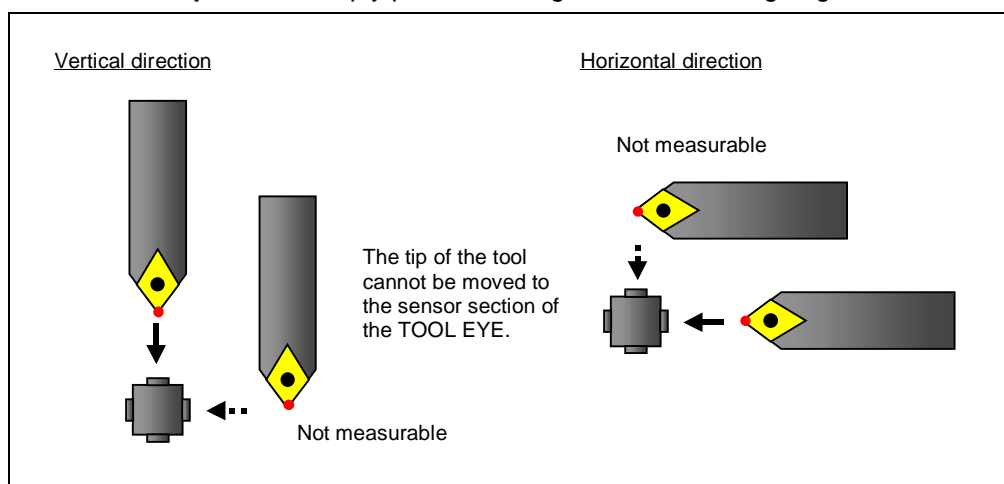 Vertical direction
Horizontal direction
Not measurable
The tip of the tool
cannot be moved to
the sensor section of
the TOOL EYE.
Not measurable